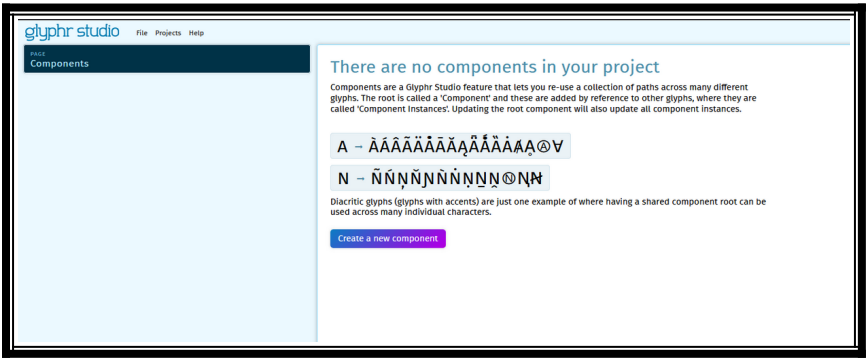 glyphr studio File Projects Help
PAGE
Components
There are no components in your project
Components are a Glyphr Studio feature that lets you re-use a collection of paths across many different
glyphs. The root is called a 'Component' and these are added by reference to other glyphs, where they are
called 'Component Instances'. Updating the root component will also update all component instances.
A →
N →
Diacritic glyphs (glyphs with accents) are just one example of where having a shared component root can be
used across many individual characters.
Create a new component